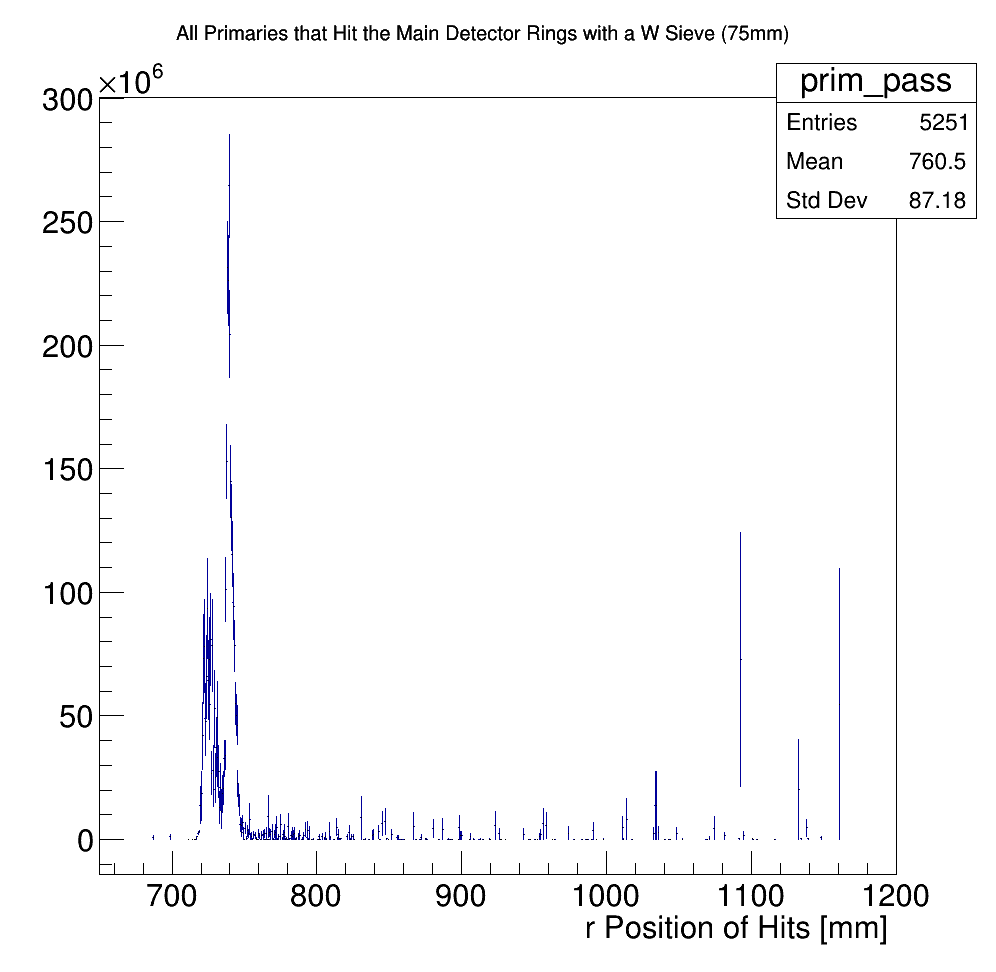 All Primaries that Hit the Main Detector Rings with a W Sieve (75mm)
×10⁶
prim_pass
Entries 5251
Mean 760.5
Std Dev 87.18
300
250
200
150
100
50
0
700 800 900 1000 1100 1200
r Position of Hits [mm]